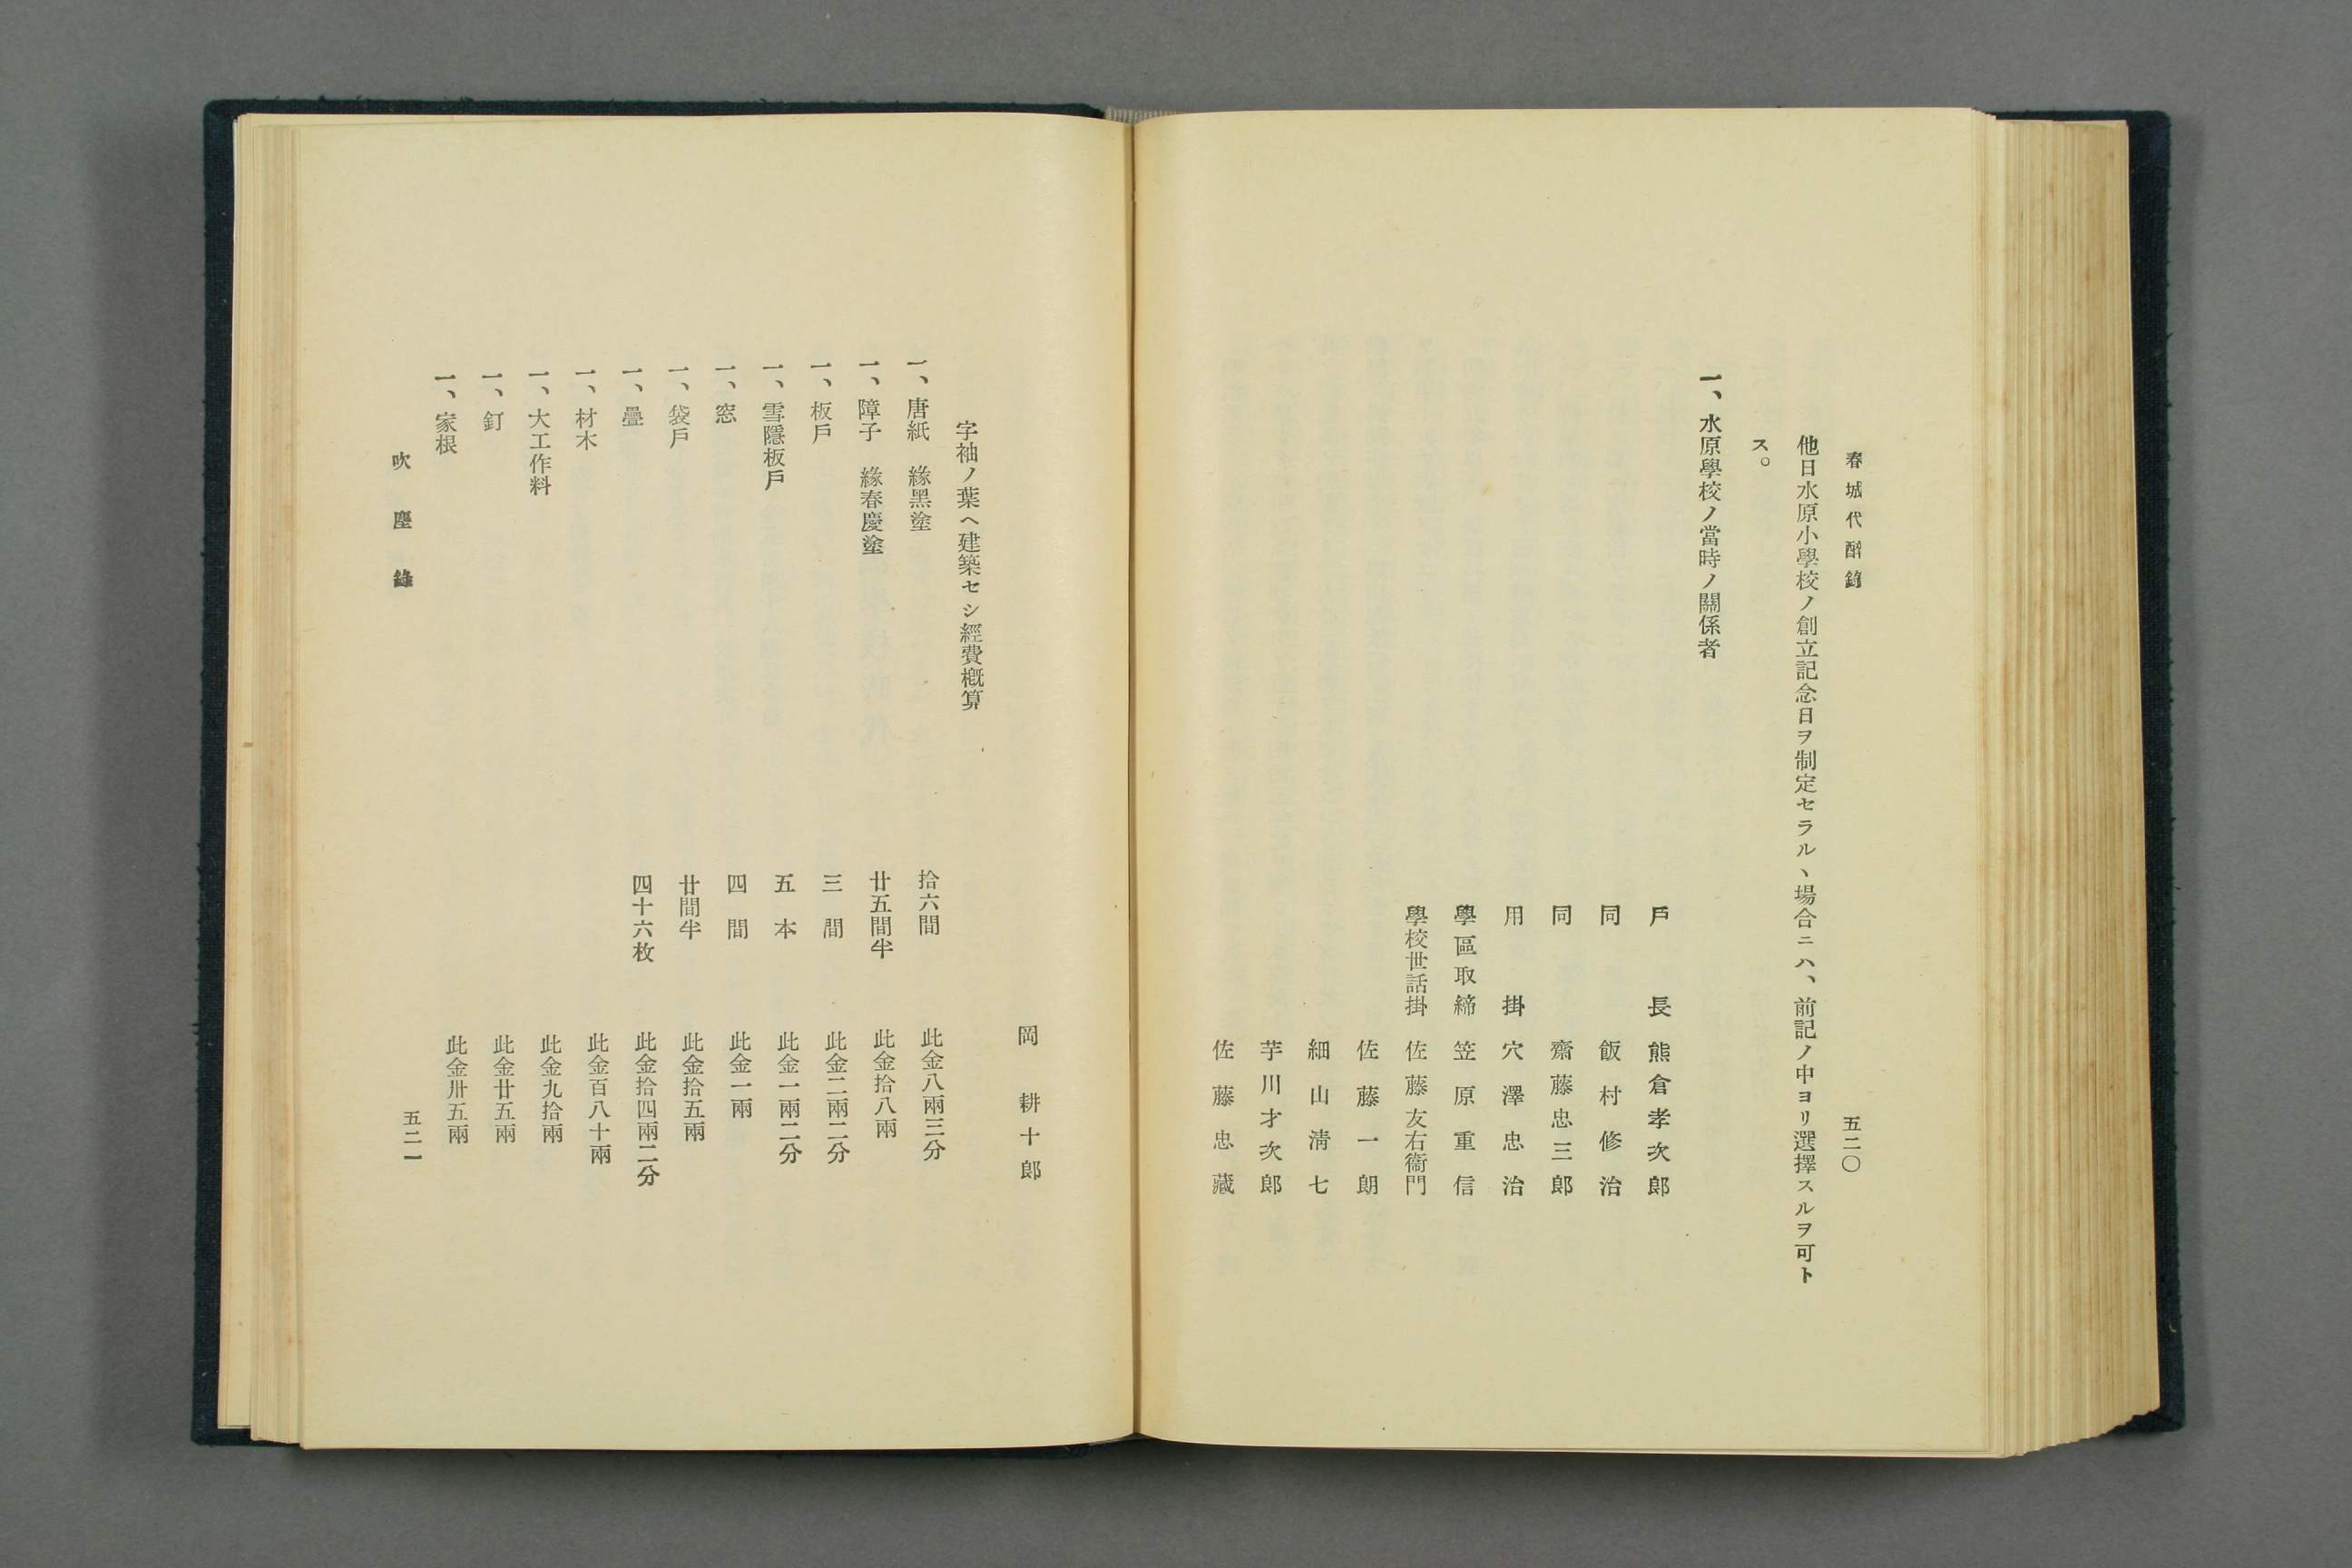 春城代醉錄
五二〇
他日水原小學校ノ創立記念日ヲ制定セラル、場合ニハ、前記ノ中ヨリ選擇スルヲ可ト
ス。
一、水原學校ノ當時ノ關係者
戶長 熊倉孝次郎
同 飯村修治
同 齋藤忠三郎
用掛 穴澤忠治
學區取締 笠原重信
學校世話掛 佐藤友右衞門
佐藤一朗
細山淸七
芋川才次郎
佐藤忠藏
岡耕十郎
字袖ノ葉ヘ建築セシ經費槪算
一、唐紙 緣黑塗 拾六間 此金八兩三分
一、障子 緣春慶塗 廿五間半 此金拾八兩
一、板戶 三間 此金二兩二分
一、雪隱板戶 五本 此金一兩二分
一、窓 四間 此金一兩
一、袋戶 廿間半 此金拾五兩
一、疊 四十六枚 此金拾四兩二分
一、材木 此金百八十兩
一、大工作料 此金九拾兩
一、釘 此金廿五兩
一、家根 此金卅五兩
吹塵錄
五二一